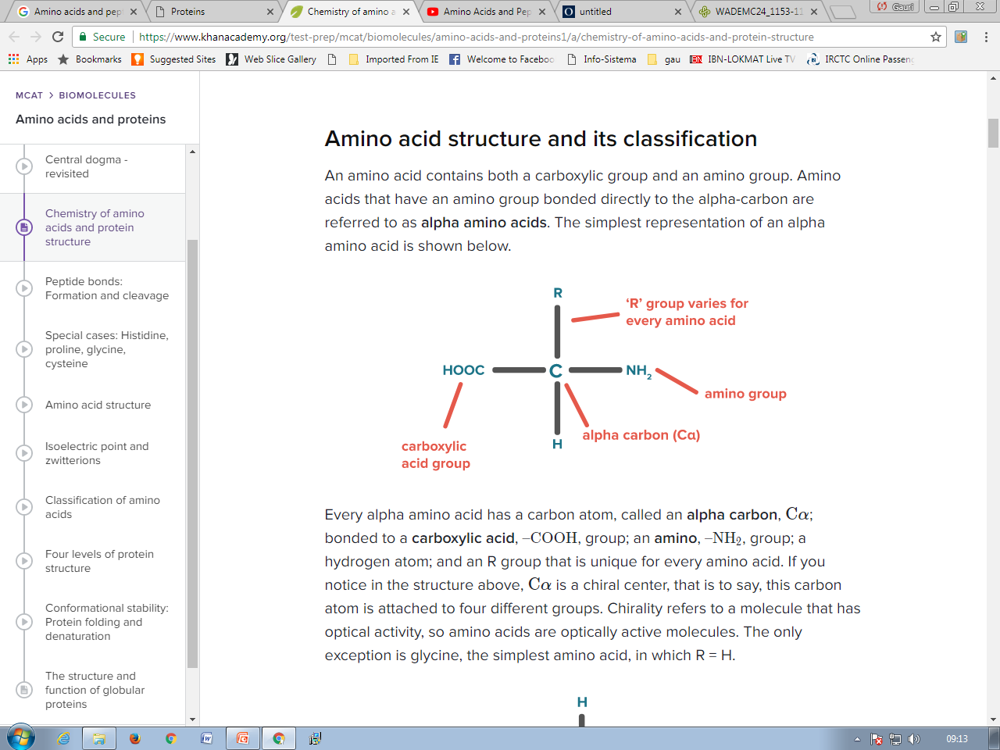 Amino acids and pep
Proteins
Chemistry of amino a
Amino Acids and Pep
untitled
WADEMC24_1153-11
Gauri
Secure
https://www.khanacademy.org/test-prep/mcat/biomolecules/amino-acids-and-proteins1/a/chemistry-of-amino-acids-and-protein-structure
Apps
Bookmarks
Suggested Sites
Web Slice Gallery
Imported From IE
Welcome to Faceboo
Info-Sistema
gau
IBN-LOKMAT Live TV
IRCTC Online Passen
MCAT > BIOMOLECULES
Amino acids and proteins
Central dogma -
revisited
Chemistry of amino
acids and protein
structure
Peptide bonds:
Formation and cleavage
Special cases: Histidine,
proline, glycine,
cysteine
Amino acid structure
Isoelectric point and
zwitterions
Classification of amino
acids
Four levels of protein
structure
Conformational stability:
Protein folding and
denaturation
The structure and
function of globular
proteins
Amino acid structure and its classification
An amino acid contains both a carboxylic group and an amino group. Amino
acids that have an amino group bonded directly to the alpha-carbon are
referred to as alpha amino acids. The simplest representation of an alpha
amino acid is shown below.
R
‘R’ group varies for
every amino acid
HOOC
C
NH₂
amino group
alpha carbon (Cα)
H
carboxylic
acid group
Every alpha amino acid has a carbon atom, called an alpha carbon, Cα;
bonded to a carboxylic acid, –COOH, group; an amino, –NH₂, group; a
hydrogen atom; and an R group that is unique for every amino acid. If you
notice in the structure above, Cα is a chiral center, that is to say, this carbon
atom is attached to four different groups. Chirality refers to a molecule that has
optical activity, so amino acids are optically active molecules. The only
exception is glycine, the simplest amino acid, in which R = H.
H
09:13